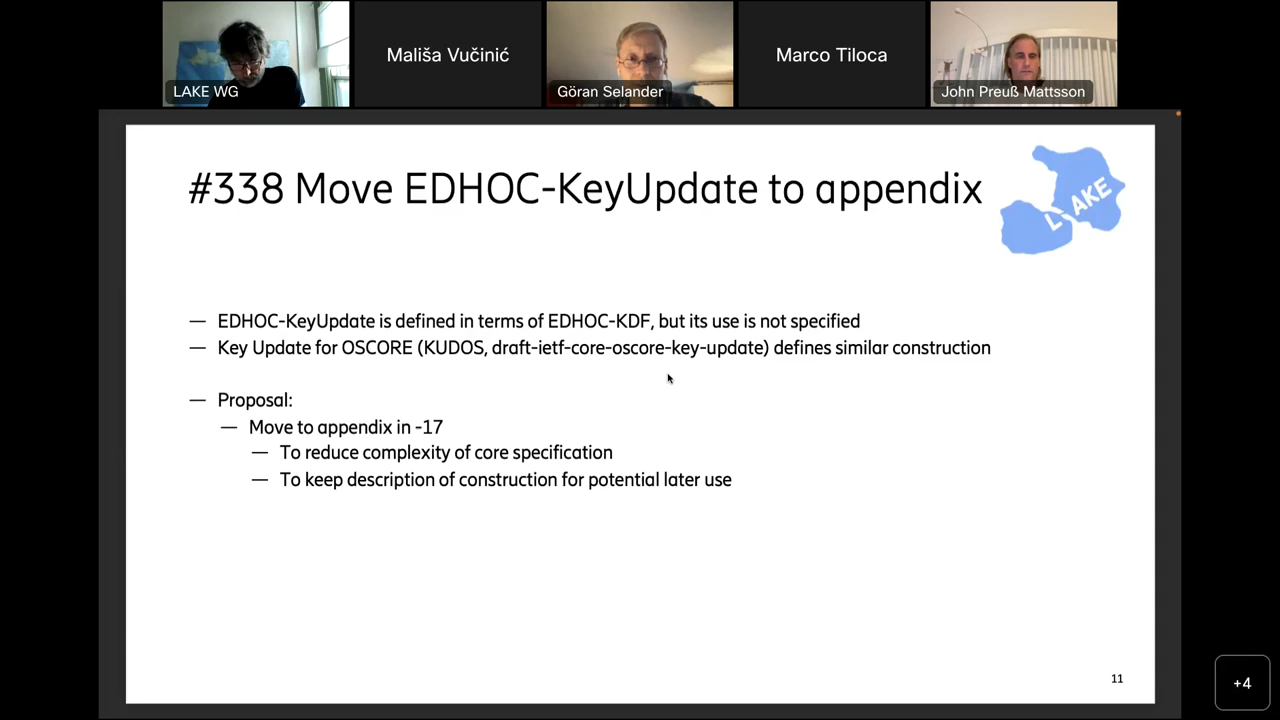 LAKE WG
Mališa Vučinić
Göran Selander
Marco Tiloca
John Preuß Mattsson
#338 Move EDHOC-KeyUpdate to appendix
LAKE
— EDHOC-KeyUpdate is defined in terms of EDHOC-KDF, but its use is not specified
— Key Update for OSCORE (KUDOS, draft-ietf-core-oscore-key-update) defines similar construction
— Proposal:
— Move to appendix in -17
— To reduce complexity of core specification
— To keep description of construction for potential later use
11
+4